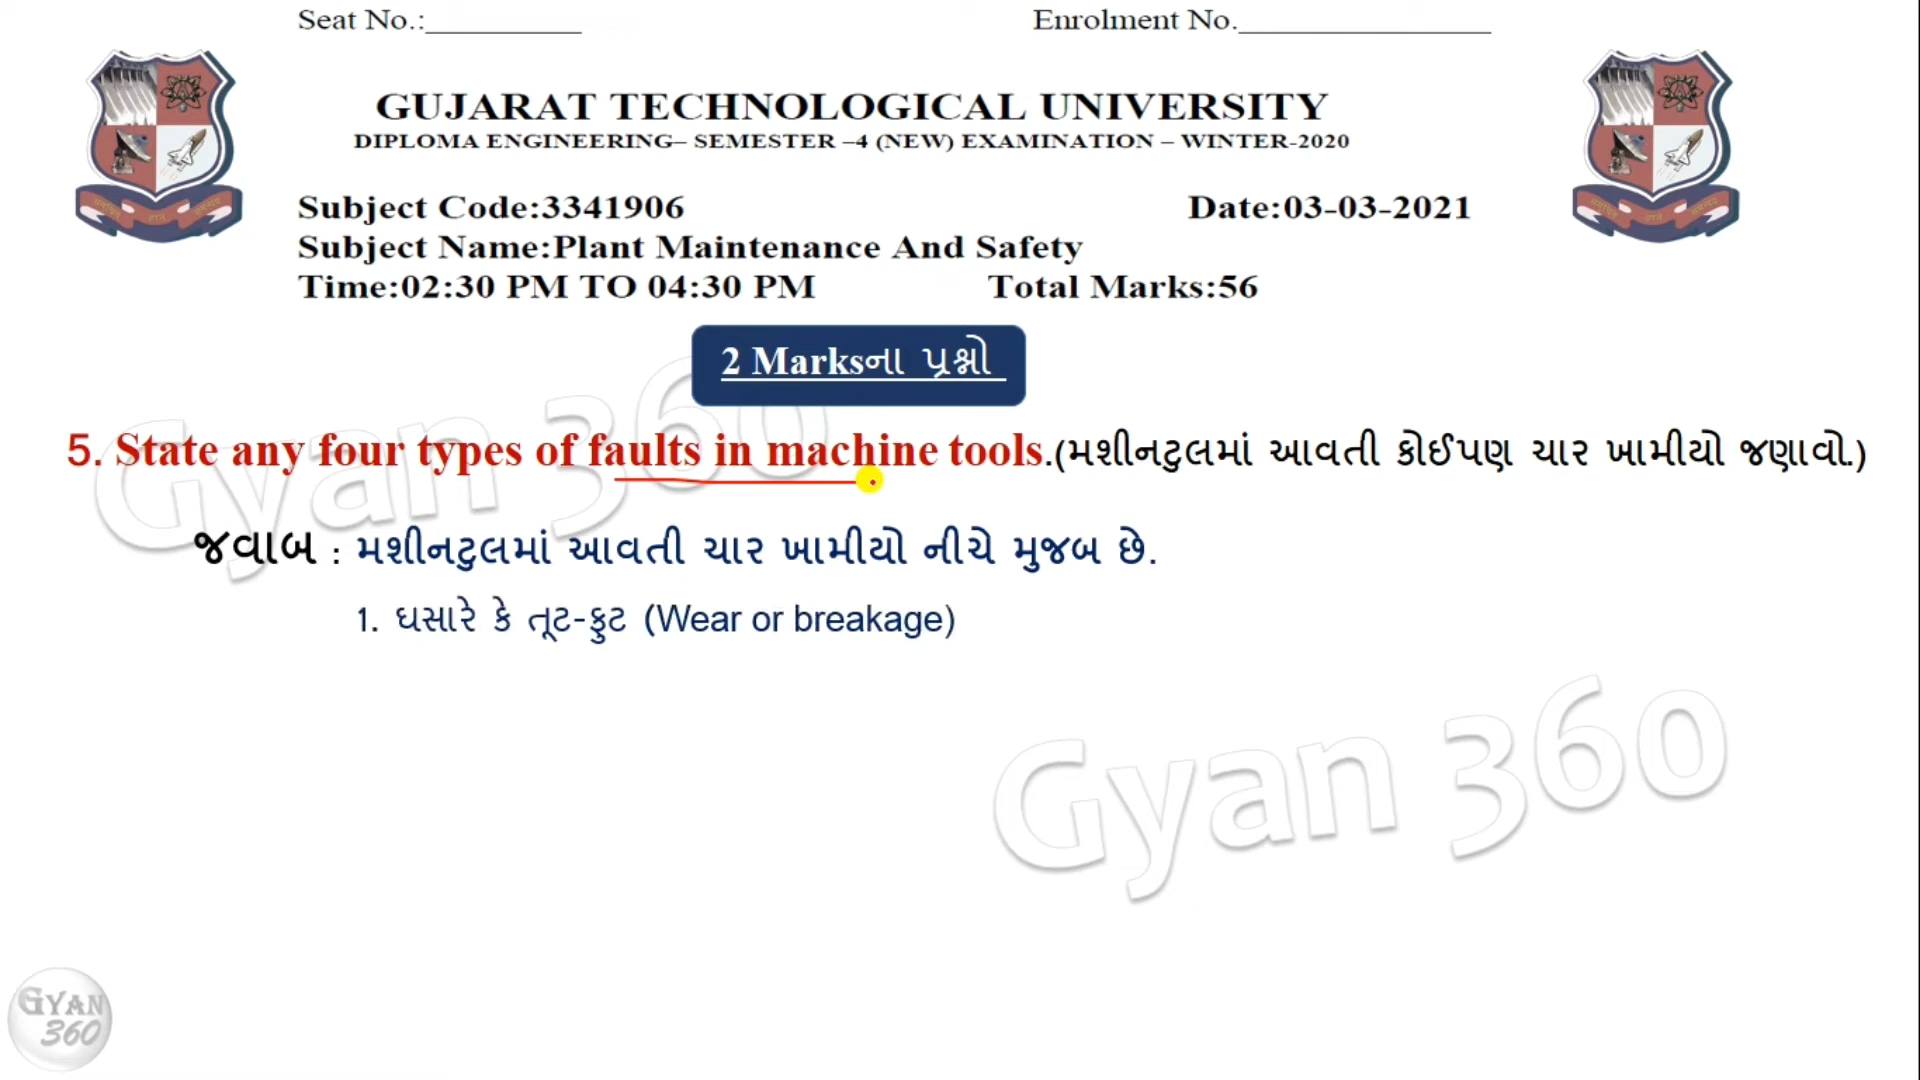 Seat No.:__________ Enrolment No.________________
GUJARAT TECHNOLOGICAL UNIVERSITY
DIPLOMA ENGINEERING– SEMESTER –4 (NEW) EXAMINATION – WINTER-2020
Subject Code:3341906 Date:03-03-2021
Subject Name:Plant Maintenance And Safety
Time:02:30 PM TO 04:30 PM Total Marks:56
2 Marksના પ્રશ્નો
5. State any four types of faults in machine tools.(મશીનટુલમાં આવતી કોઈપણ ચાર ખામીયો જણાવો.)
જવાબ : મશીનટુલમાં આવતી ચાર ખામીયો નીચે મુજબ છે.
1. ઘસારે કે તૂટ-ફુટ (Wear or breakage)
Gyan 360
Gyan 360
GYAN
360